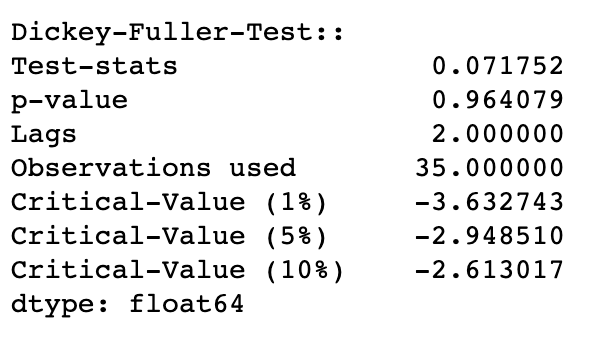 Dickey-Fuller-Test::
Test-stats 0.071752
p-value 0.964079
Lags 2.000000
Observations used 35.000000
Critical-Value (1%) -3.632743
Critical-Value (5%) -2.948510
Critical-Value (10%) -2.613017
dtype: float64